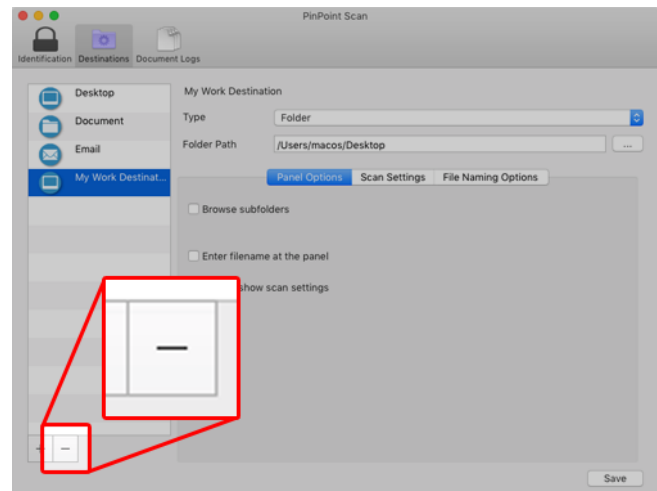 PinPoint Scan
Identification Destinations Document Logs
Desktop
Document
Email
My Work Destinat...
My Work Destination
Type Folder
Folder Path /Users/macos/Desktop ...
Panel Options Scan Settings File Naming Options
Browse subfolders
Enter filename at the panel
show scan settings
+ −
Save